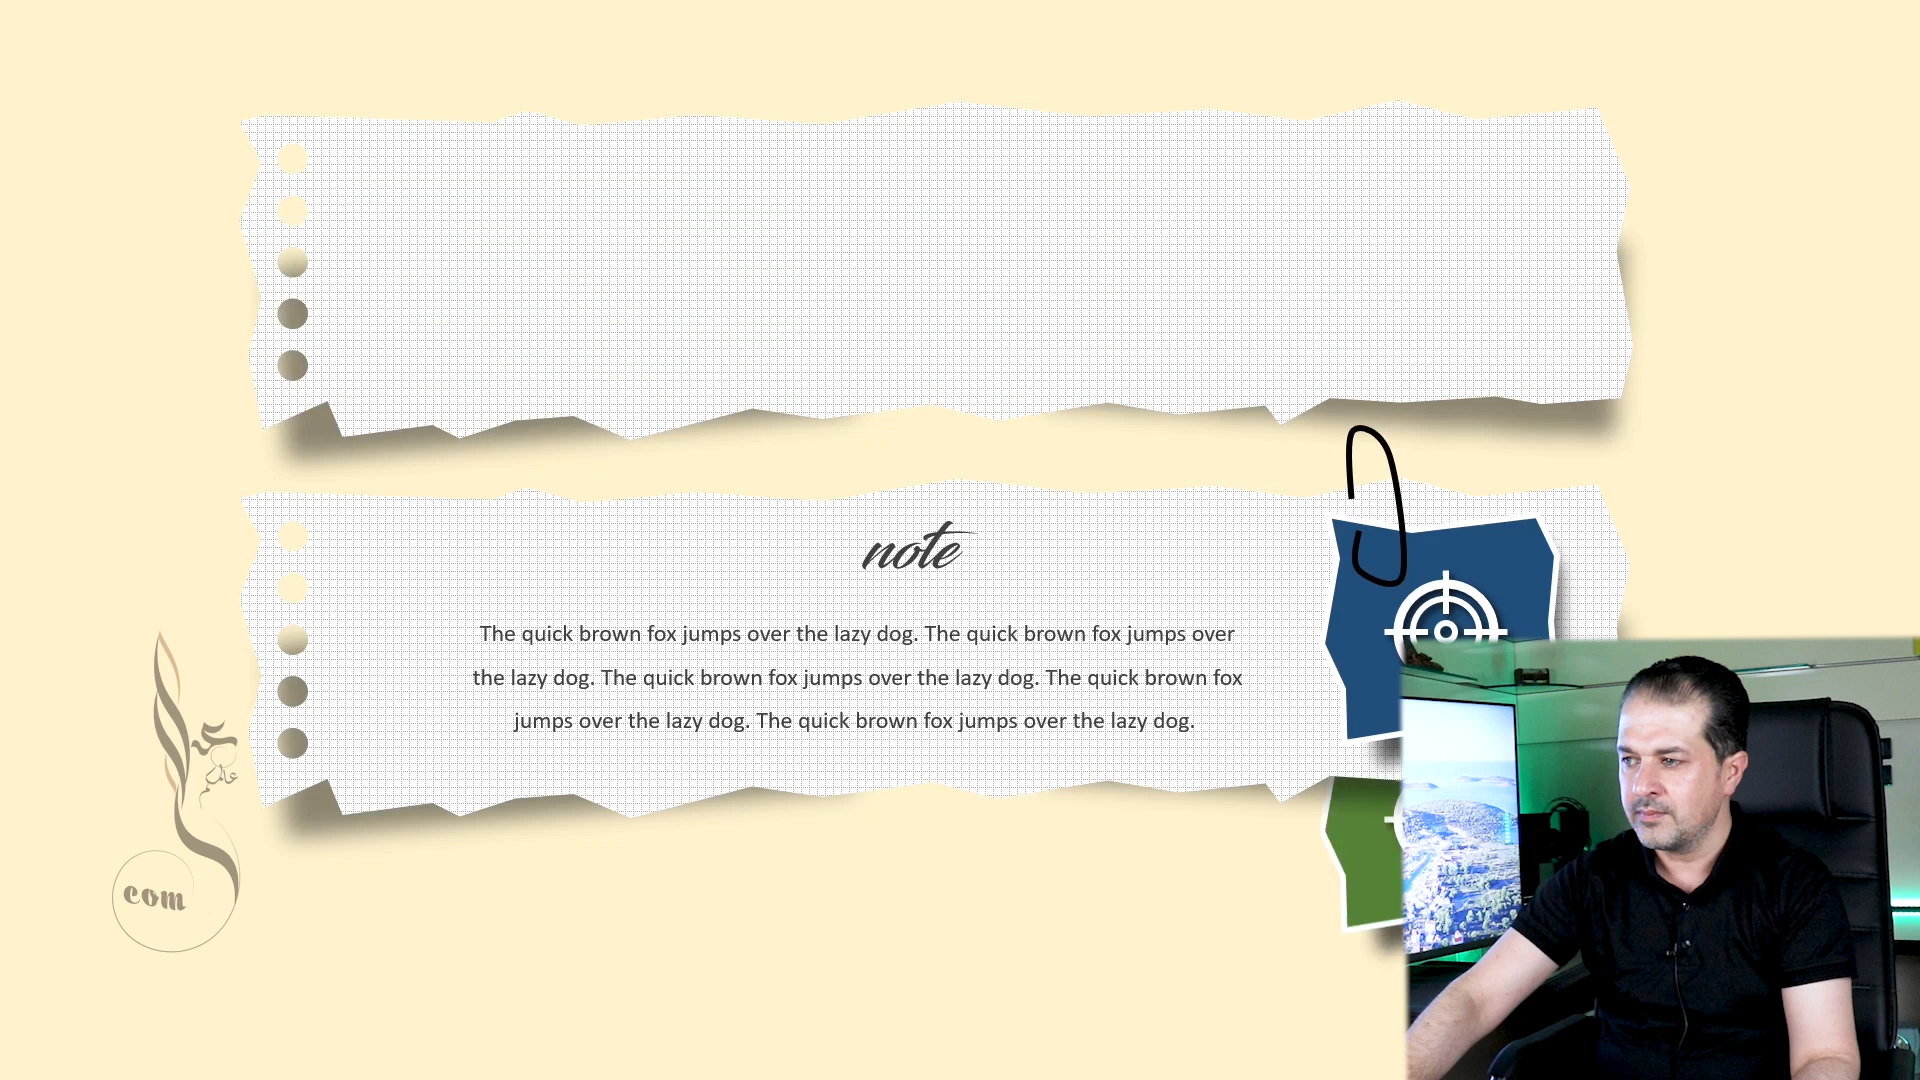 note
The quick brown fox jumps over the lazy dog. The quick brown fox jumps over
the lazy dog. The quick brown fox jumps over the lazy dog. The quick brown fox
jumps over the lazy dog. The quick brown fox jumps over the lazy dog.
عالمكم
com